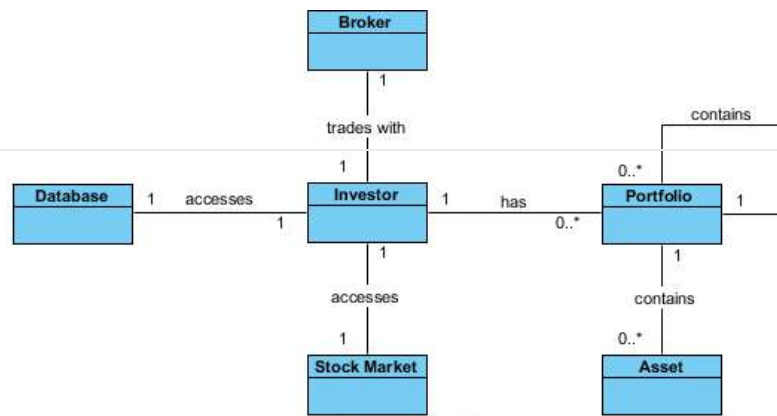 Broker
1
trades with
contains
1
0..*
Database
1
accesses
1
Investor
1
has
0..*
Portfolio
1
1
1
accesses
contains
1
0..*
Stock Market
Asset